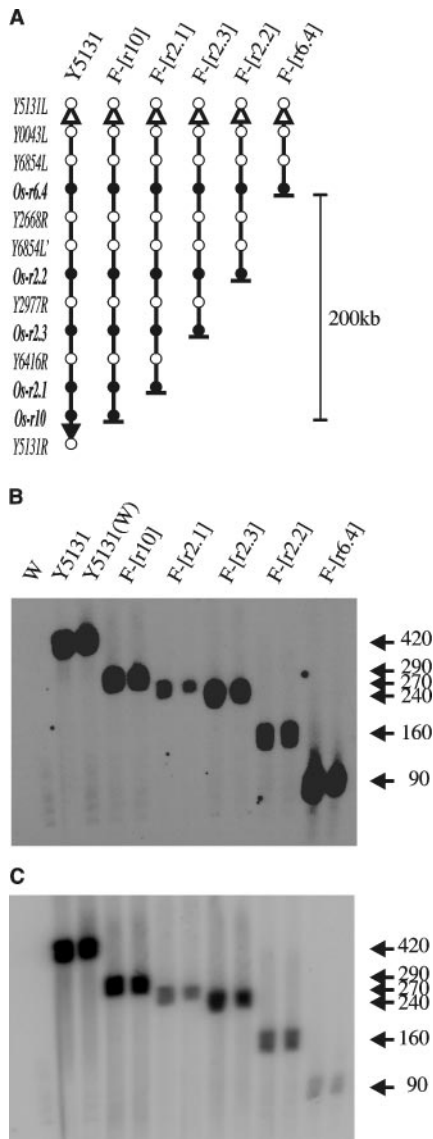 A
Y5131
F-[r10]
F-[r2.1]
F-[r2.3]
F-[r2.2]
F-[r6.4]
Y5131L
Y0043L
Y6854L
Os-r6.4
Y2668R
Y6854L'
Os-r2.2
Y2977R
Os-r2.3
Y6416R
Os-r2.1
Os-r10
Y5131R
200kb
B
W
Y5131
Y5131(W)
F-[r10]
F-[r2.1]
F-[r2.3]
F-[r2.2]
F-[r6.4]
420
290
270
240
160
90
C
420
290
270
240
160
90